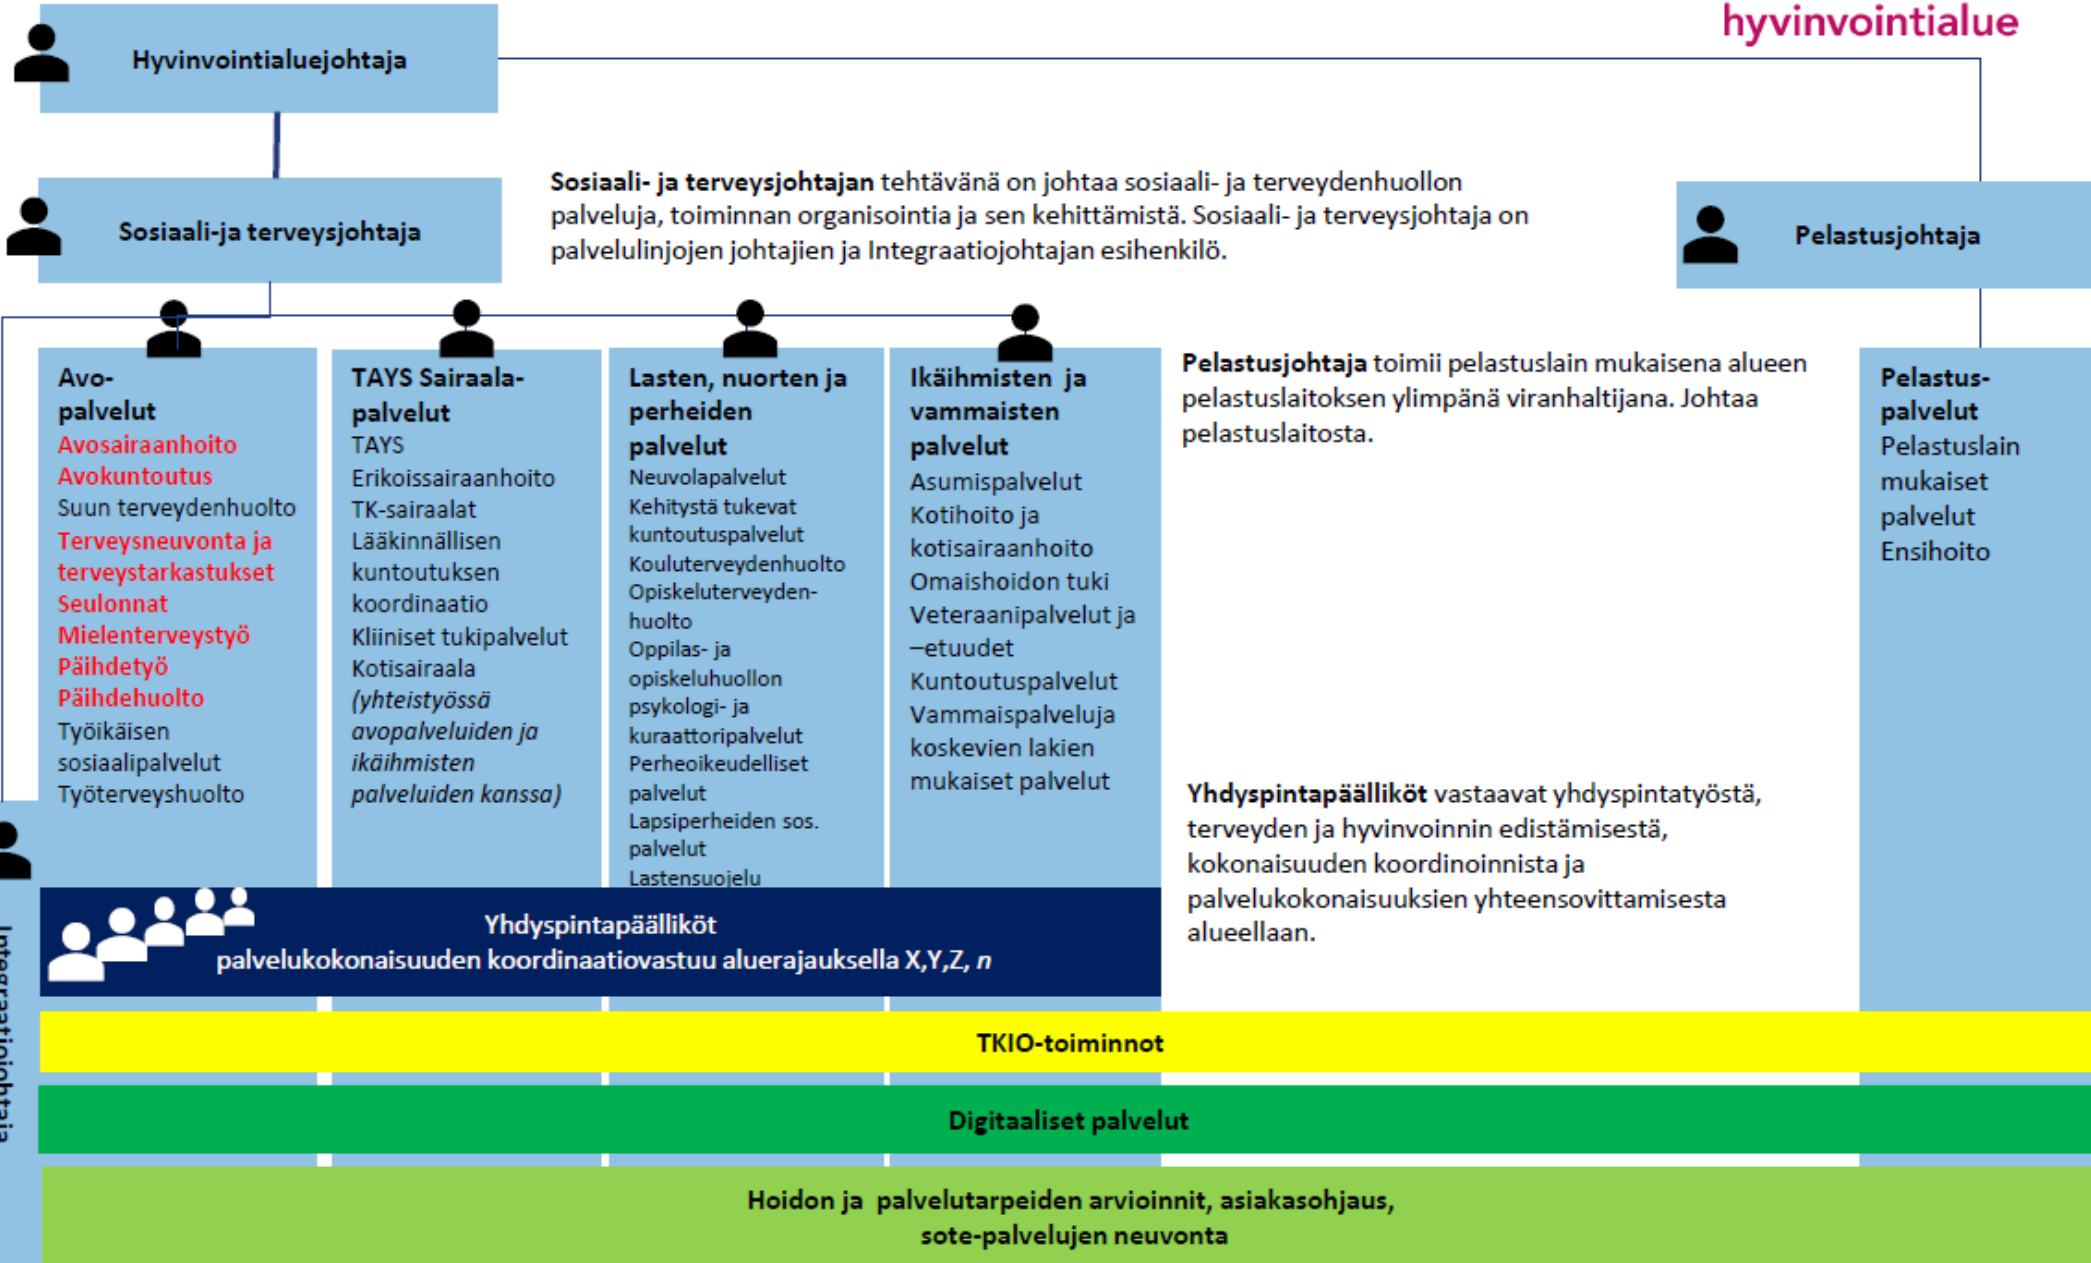 hyvinvointialue
Hyvinvointialuejohtaja
Sosiaali-ja terveysjohtaja
Sosiaali- ja terveysjohtajan tehtävänä on johtaa sosiaali- ja terveydenhuollon
palveluja, toiminnan organisointia ja sen kehittämistä. Sosiaali- ja terveysjohtaja on
palvelulinjojen johtajien ja Integraatiojohtajan esihenkilö.
Pelastusjohtaja
Avo-
palvelut
Avosairaanhoito
Avokuntoutus
Suun terveydenhuolto
Terveysneuvonta ja
terveystarkastukset
Seulonnat
Mielenterveystyö
Päihdetyö
Päihdehuolto
Työikäisen
sosiaalipalvelut
Työterveyshuolto
TAYS Sairaala-
palvelut
TAYS
Erikoissairaanhoito
TK-sairaalat
Lääkinnällisen
kuntoutuksen
koordinaatio
Kliiniset tukipalvelut
Kotisairaala
(yhteistyössä
avopalveluiden ja
ikäihmisten
palveluiden kanssa)
Lasten, nuorten ja
perheiden
palvelut
Neuvolapalvelut
Kehitystä tukevat
kuntoutuspalvelut
Kouluterveydenhuolto
Opiskeluterveyden-
huolto
Oppilas- ja
opiskeluhuollon
psykologi- ja
kuraattoripalvelut
Perheoikeudelliset
palvelut
Lapsiperheiden sos.
palvelut
Lastensuojelu
Ikäihmisten ja
vammaisten
palvelut
Asumispalvelut
Kotihoito ja
kotisairaanhoito
Omaishoidon tuki
Veteraanipalvelut ja
–etuudet
Kuntoutuspalvelut
Vammaispalveluja
koskevien lakien
mukaiset palvelut
Pelastusjohtaja toimii pelastuslain mukaisena alueen
pelastuslaitoksen ylimpänä viranhaltijana. Johtaa
pelastuslaitosta.
Pelastus-
palvelut
Pelastuslain
mukaiset
palvelut
Ensihoito
Yhdyspintapäälliköt vastaavat yhdyspintatyöstä,
terveyden ja hyvinvoinnin edistämisestä,
kokonaisuuden koordinoinnista ja
palvelukokonaisuuksien yhteensovittamisesta
alueellaan.
Integraatiojohtaja
Yhdyspintapäälliköt
palvelukokonaisuuden koordinaatiovastuu aluerajauksella X,Y,Z, n
TKIO-toiminnot
Digitaaliset palvelut
Hoidon ja palvelutarpeiden arvioinnit, asiakasohjaus,
sote-palvelujen neuvonta